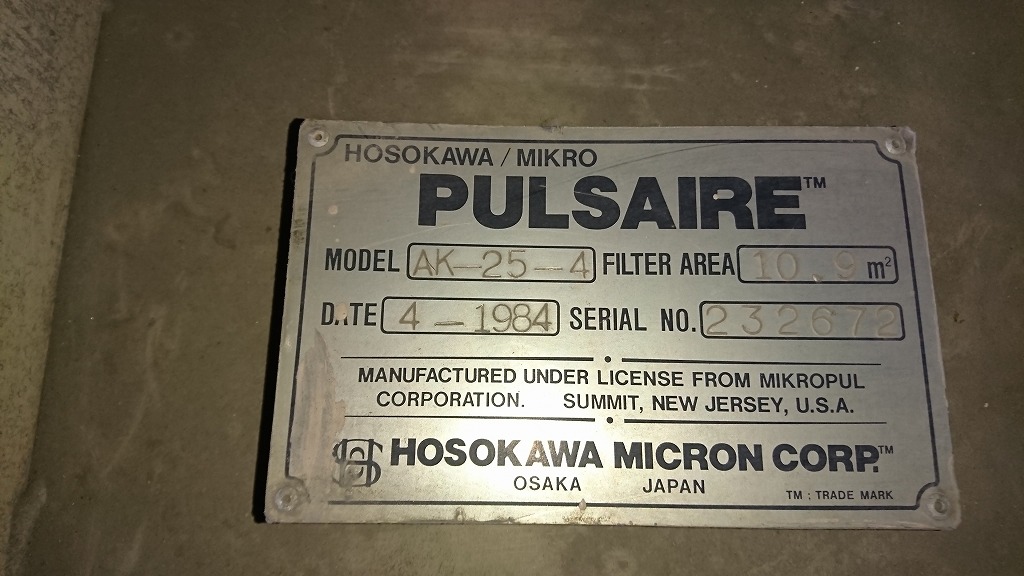 HOSOKAWA / MIKRO
PULSAIRE™
MODEL AK-25-4 FILTER AREA 10.9 m²
DATE 4-1984 SERIAL NO. 232672
MANUFACTURED UNDER LICENSE FROM MIKROPUL
CORPORATION. SUMMIT, NEW JERSEY, U.S.A.
HOSOKAWA MICRON CORP.™
OSAKA JAPAN
TM : TRADE MARK